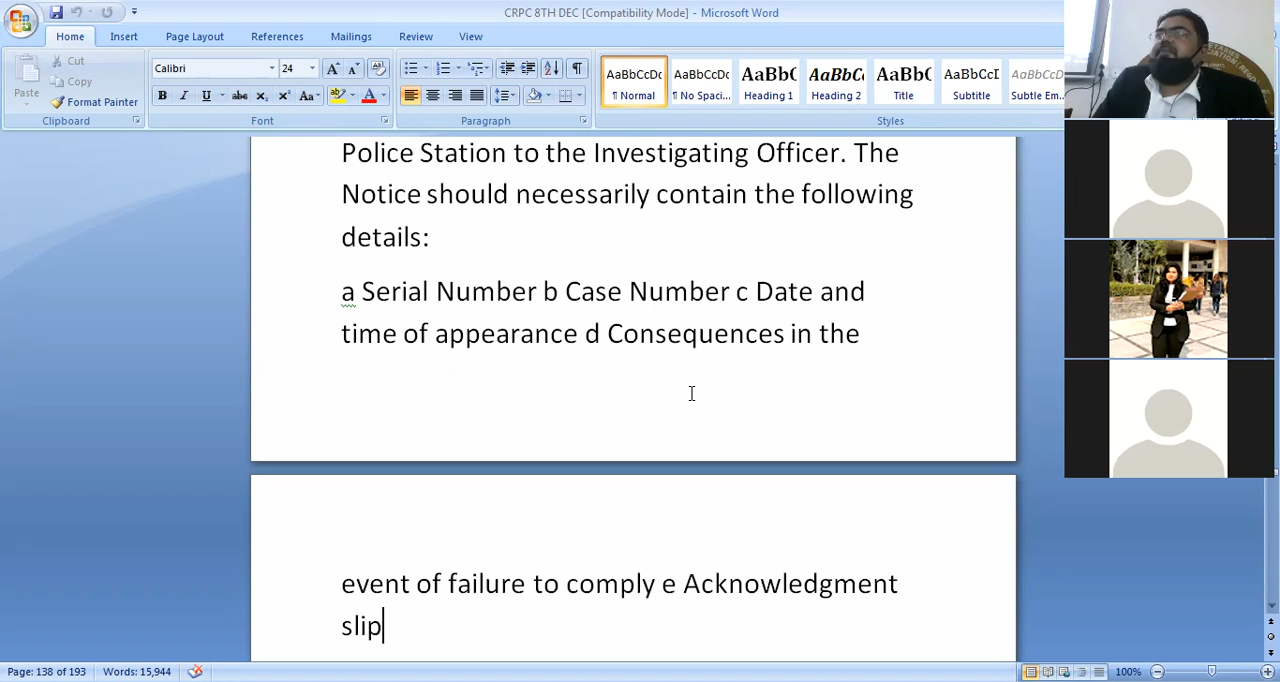 CRPC 8TH DEC [Compatibility Mode] - Microsoft Word
Home Insert Page Layout References Mailings Review View
Cut
Copy
Paste
Format Painter
Clipboard
Calibri 24
Font
Paragraph
AaBbCcDc AaBbCcDc AaBbC AaBbC AaBbC AaBbCcI AaBbCcDc
¶ Normal ¶ No Spaci... Heading 1 Heading 2 Title Subtitle Subtle Em...
Styles
Police Station to the Investigating Officer. The
Notice should necessarily contain the following
details:
a Serial Number b Case Number c Date and
time of appearance d Consequences in the
event of failure to comply e Acknowledgment
slip
Page: 138 of 193 Words: 15,944 100%